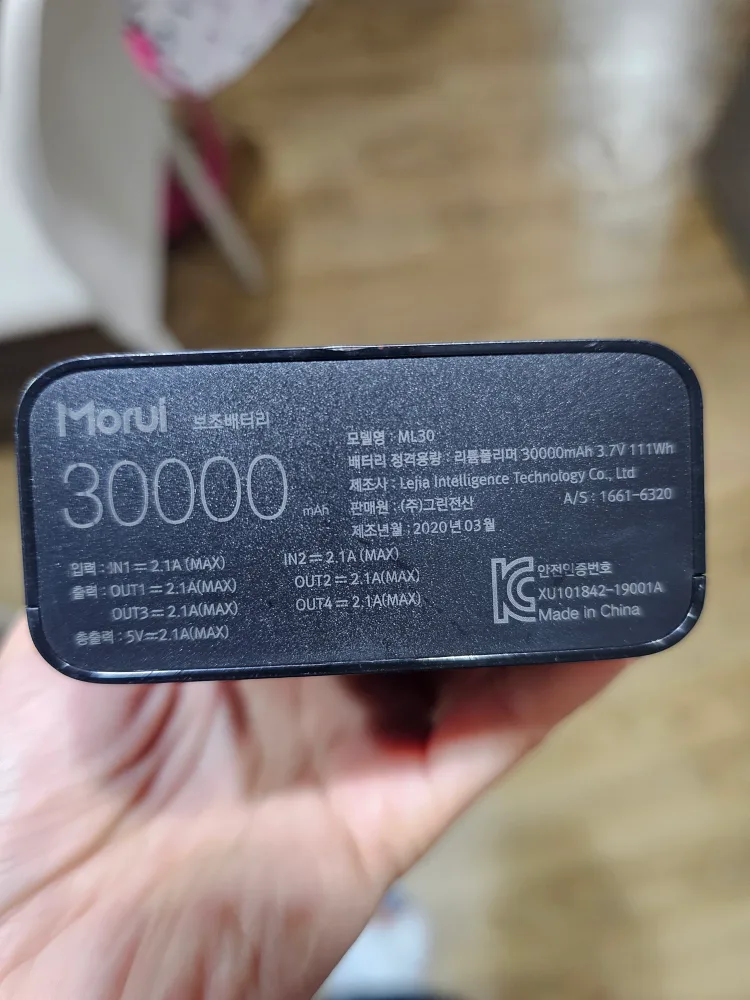 Morui 보조배터리
30000 mAh
모델명 : ML30
배터리 정격용량 : 리튬폴리머 30000mAh 3.7V 111Wh
제조사 : Lejia Intelligence Technology Co., Ltd
판매원 : (주)그린전산 A/S : 1661-6320
제조년월 : 2020년 03월
입력 : IN1 ⎓ 2.1A(MAX) IN2 ⎓ 2.1A (MAX)
출력 : OUT1 ⎓ 2.1A(MAX) OUT2 ⎓ 2.1A(MAX)
OUT3 ⎓ 2.1A(MAX) OUT4 ⎓ 2.1A(MAX)
총출력 : 5V⎓2.1A(MAX)
KC 안전인증번호
XU101842-19001A
Made in China